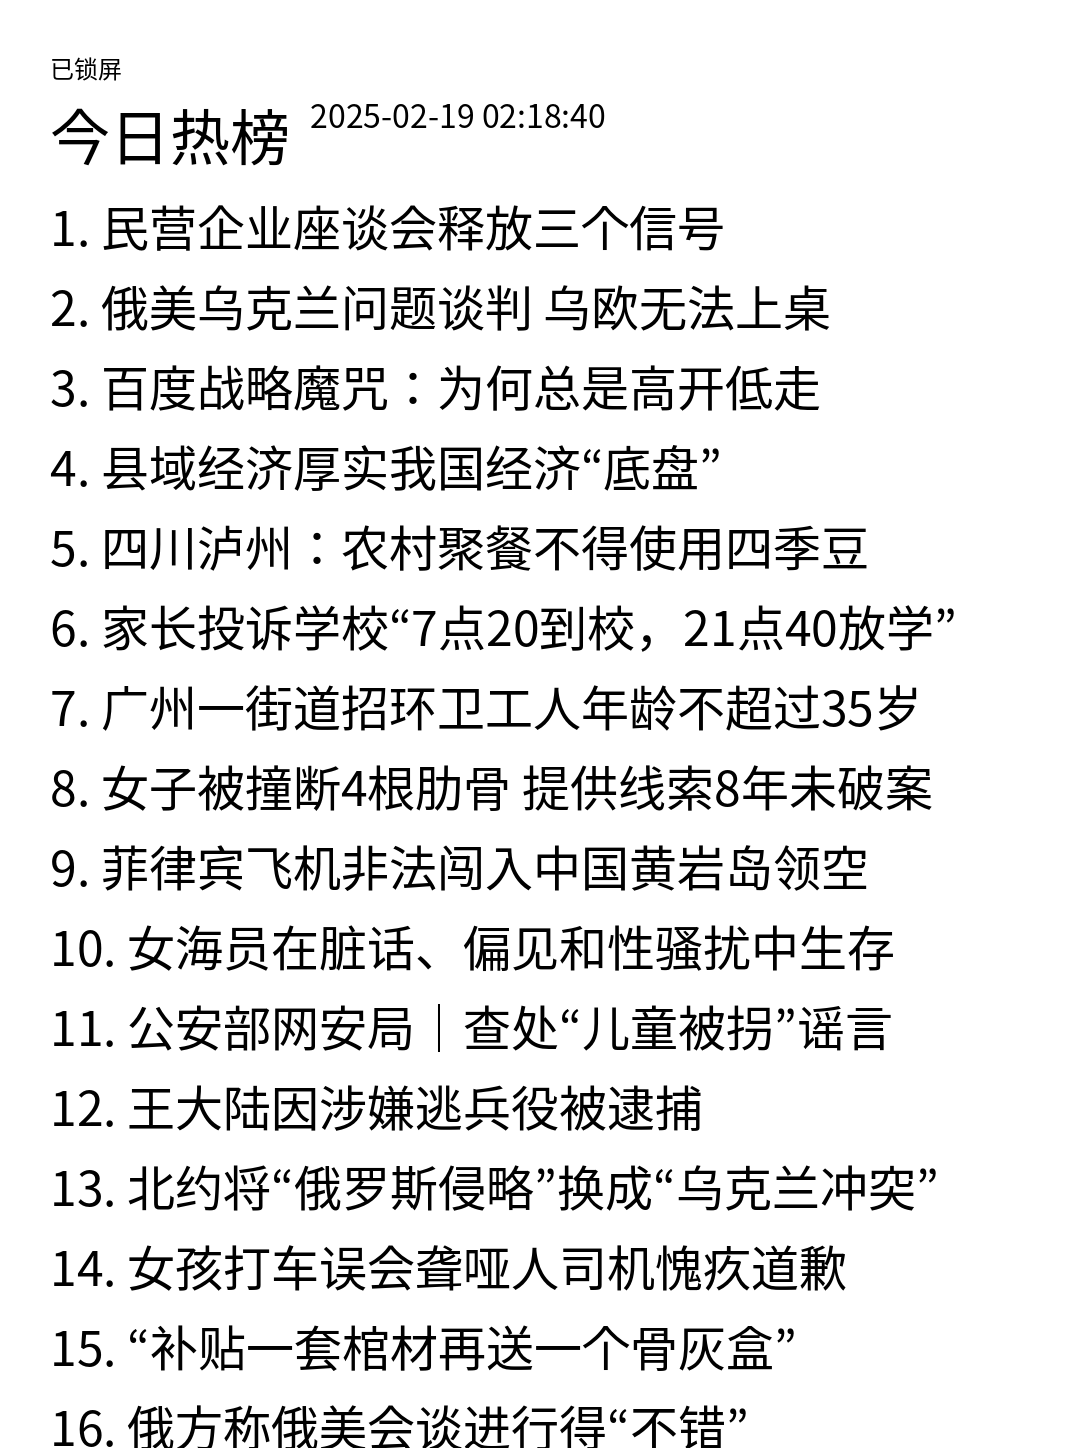 已锁屏
今日热榜 2025-02-19 02:18:40
1. 民营企业座谈会释放三个信号
2. 俄美乌克兰问题谈判 乌欧无法上桌
3. 百度战略魔咒：为何总是高开低走
4. 县域经济厚实我国经济“底盘”
5. 四川泸州：农村聚餐不得使用四季豆
6. 家长投诉学校“7点20到校，21点40放学”
7. 广州一街道招环卫工人年龄不超过35岁
8. 女子被撞断4根肋骨 提供线索8年未破案
9. 菲律宾飞机非法闯入中国黄岩岛领空
10. 女海员在脏话、偏见和性骚扰中生存
11. 公安部网安局｜查处“儿童被拐”谣言
12. 王大陆因涉嫌逃兵役被逮捕
13. 北约将“俄罗斯侵略”换成“乌克兰冲突”
14. 女孩打车误会聋哑人司机愧疚道歉
15. “补贴一套棺材再送一个骨灰盒”
16. 俄方称俄美会谈进行得“不错”